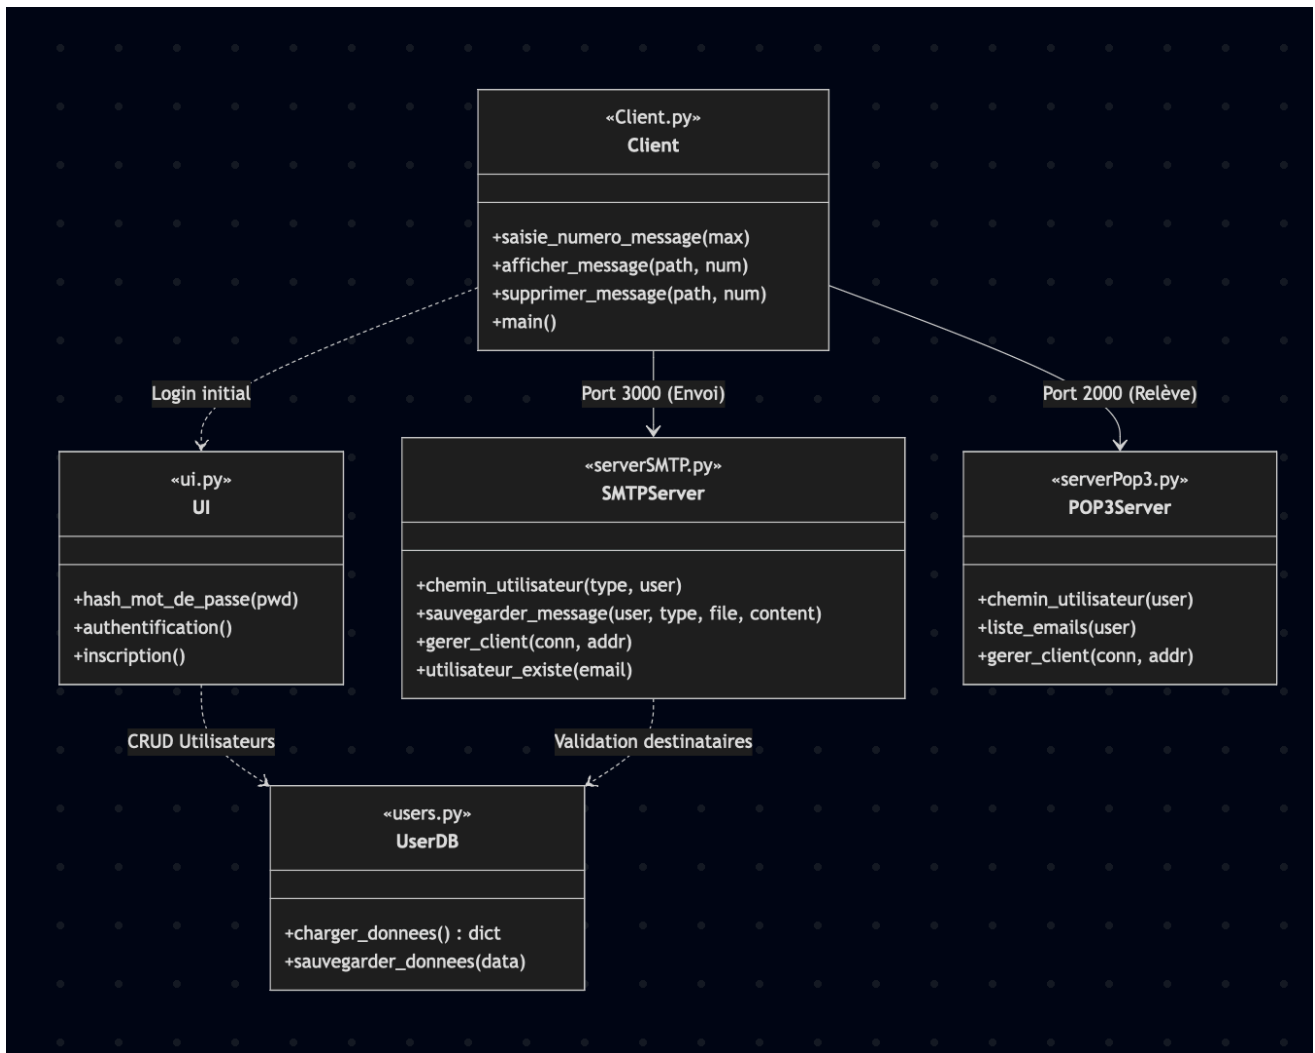 «Client.py»
Client
+saisie_numero_message(max)
+afficher_message(path, num)
+supprimer_message(path, num)
+main()
Login initial
Port 3000 (Envoi)
Port 2000 (Relève)
«ui.py»
UI
+hash_mot_de_passe(pwd)
+authentification()
+inscription()
«serverSMTP.py»
SMTPServer
+chemin_utilisateur(type, user)
+sauvegarder_message(user, type, file, content)
+gerer_client(conn, addr)
+utilisateur_existe(email)
«serverPop3.py»
POP3Server
+chemin_utilisateur(user)
+liste_emails(user)
+gerer_client(conn, addr)
CRUD Utilisateurs
Validation destinataires
«users.py»
UserDB
+charger_donnees() : dict
+sauvegarder_donnees(data)